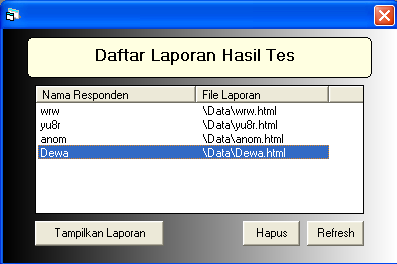 Daftar Laporan Hasil Tes
Nama Responden File Laporan
wrw \Data\wrw.html
yu8r \Data\yu8r.html
anom \Data\anom.html
Dewa \Data\Dewa.html
Tampilkan Laporan Hapus Refresh